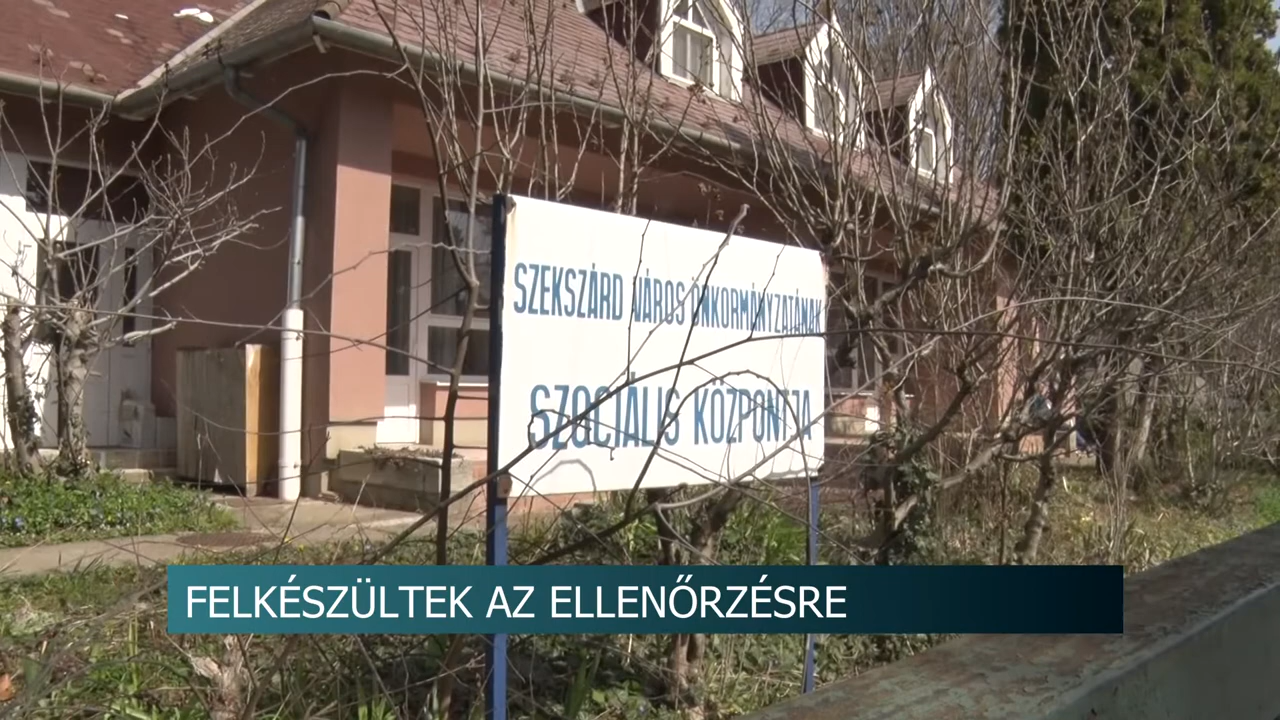 SZEKSZÁRD VÁROS ÖNKORMÁNYZATÁNAK
SZOCIÁLIS KÖZPONTJA
FELKÉSZÜLTEK AZ ELLENŐRZÉSRE